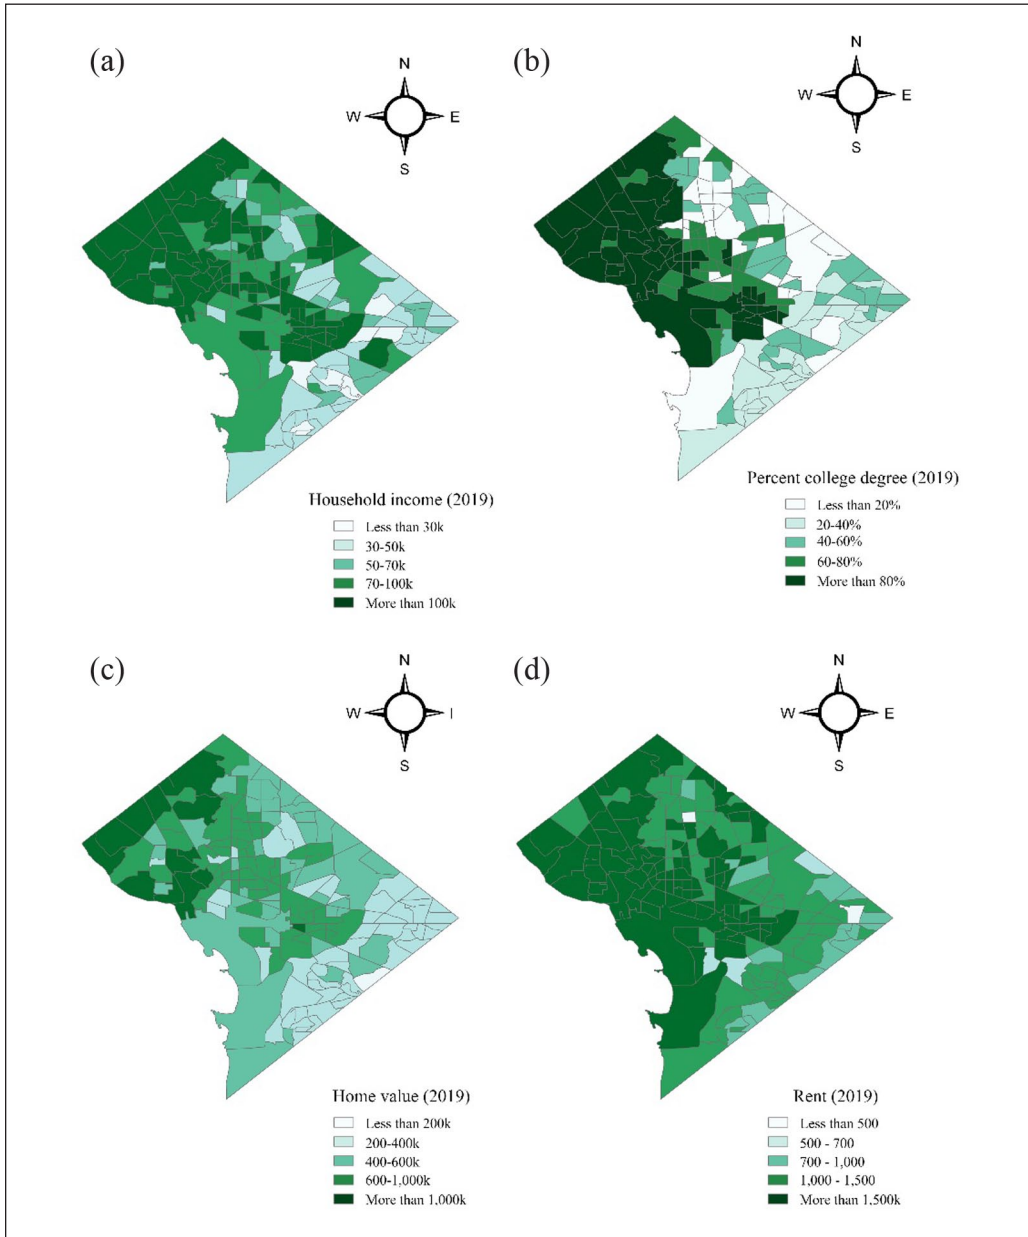 (a)
N
W E
S
Household income (2019)
Less than 30k
30-50k
50-70k
70-100k
More than 100k
(b)
N
W E
S
Percent college degree (2019)
Less than 20%
20-40%
40-60%
60-80%
More than 80%
(c)
N
W I
S
Home value (2019)
Less than 200k
200-400k
400-600k
600-1,000k
More than 1,000k
(d)
N
W E
S
Rent (2019)
Less than 500
500 - 700
700 - 1,000
1,000 - 1,500
More than 1,500k